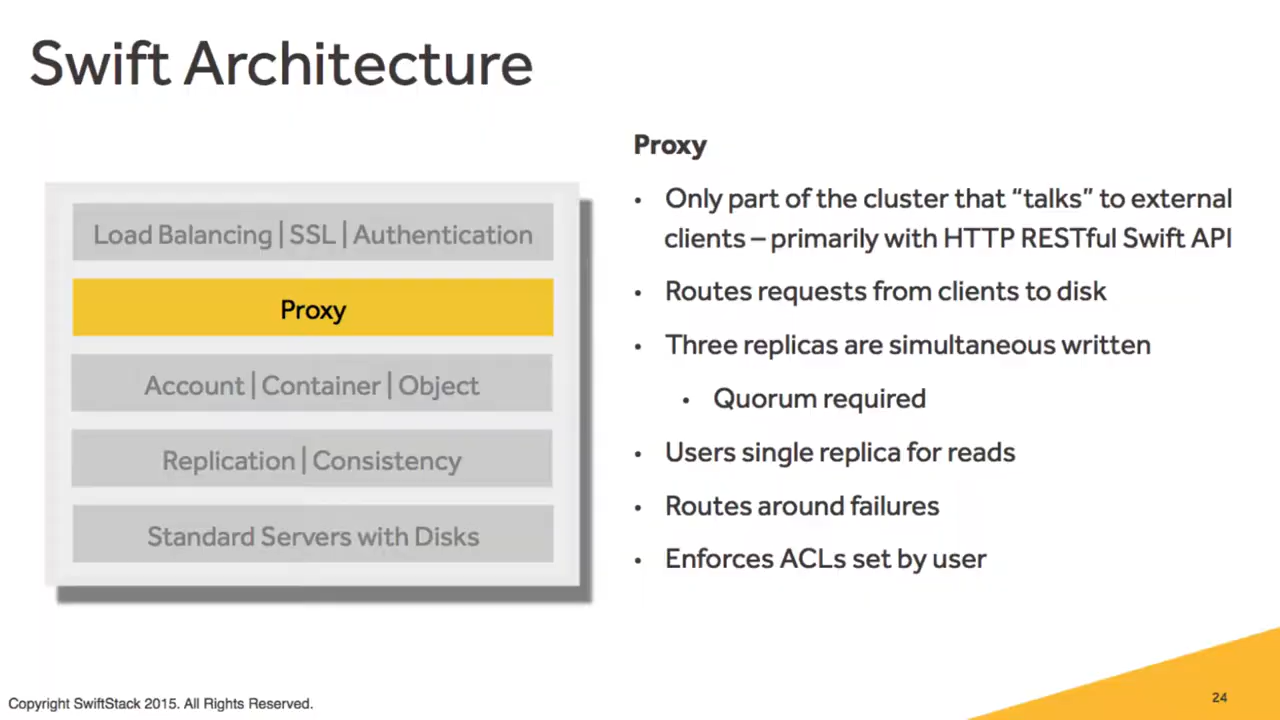 Swift Architecture
Load Balancing | SSL | Authentication
Proxy
Account | Container | Object
Replication | Consistency
Standard Servers with Disks
Proxy
• Only part of the cluster that “talks” to external
clients – primarily with HTTP RESTful Swift API
• Routes requests from clients to disk
• Three replicas are simultaneous written
• Quorum required
• Users single replica for reads
• Routes around failures
• Enforces ACLs set by user
Copyright SwiftStack 2015. All Rights Reserved.
24